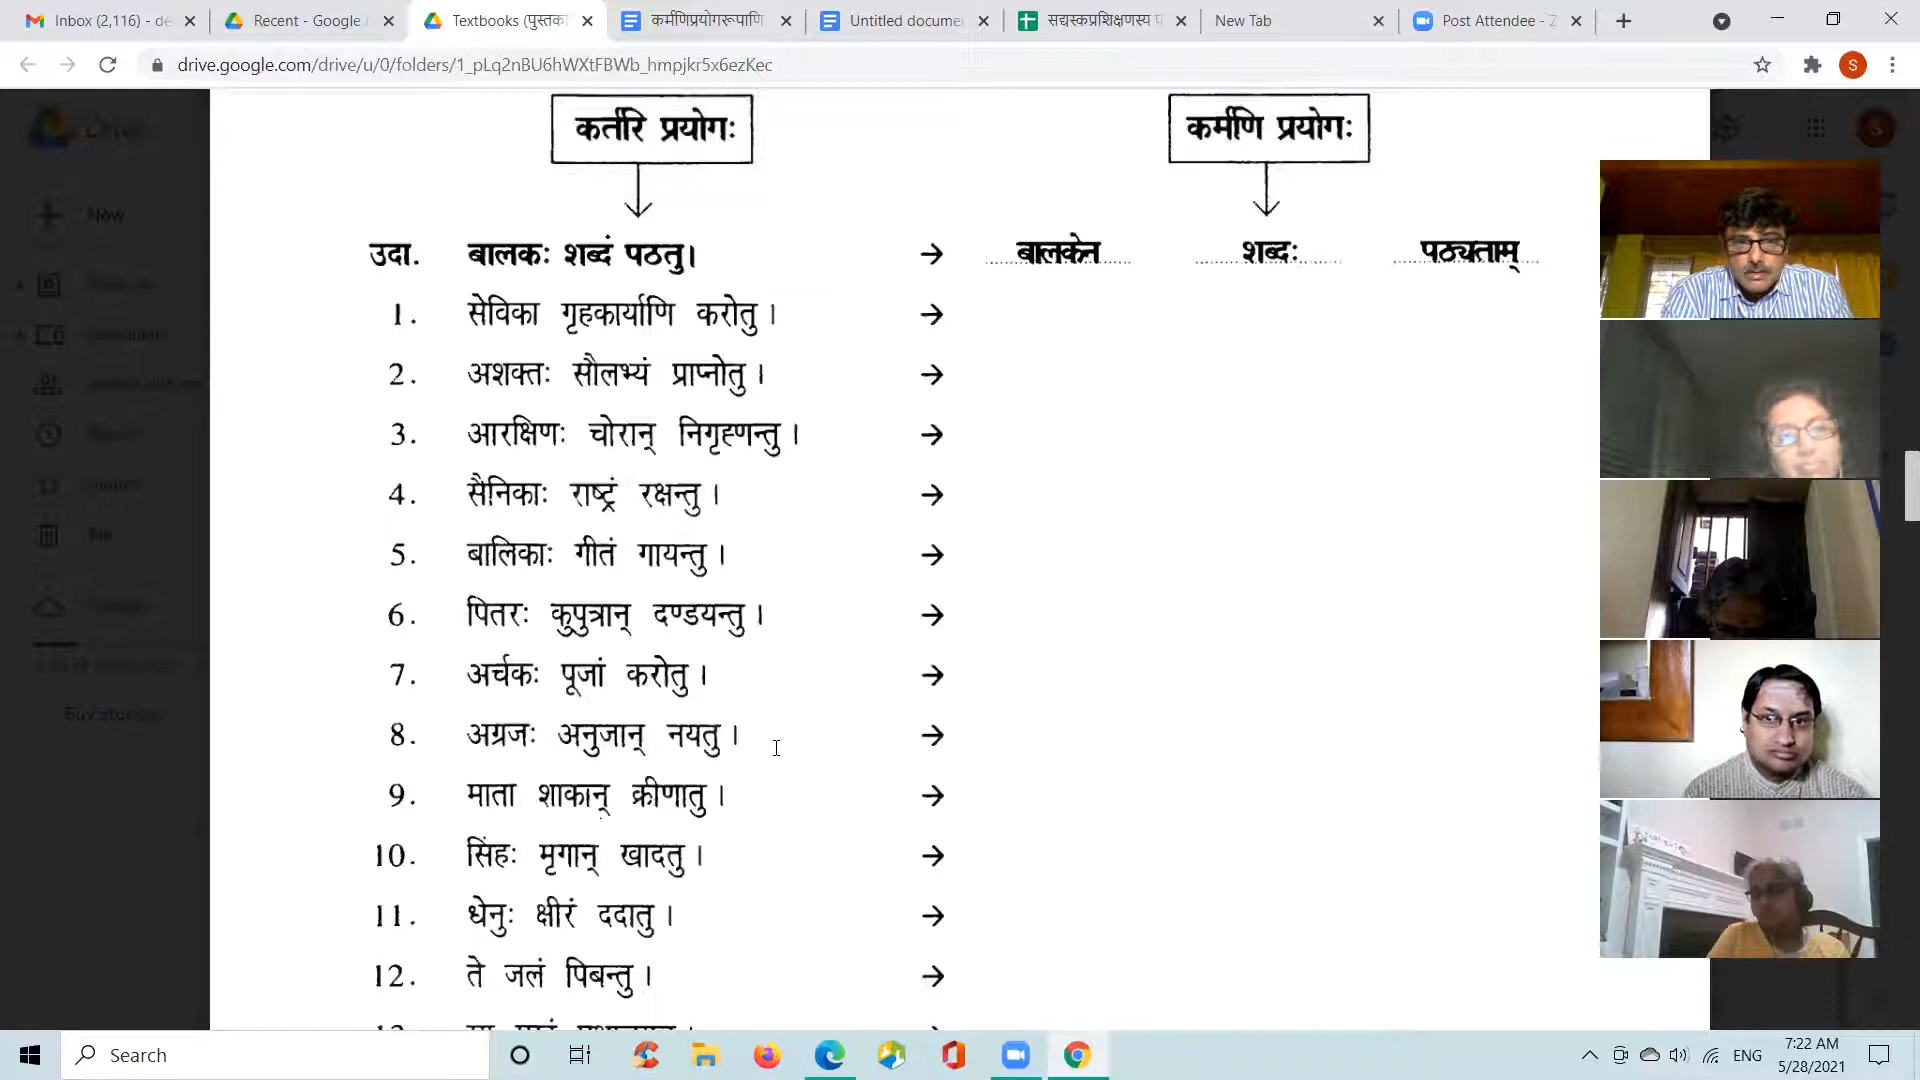 Inbox (2,116) - de
Recent - Google
Textbooks (पुस्तका
कर्मणिप्रयोगरूपाणि
Untitled docume
सद्यस्कप्रशिक्षणस्य
New Tab
Post Attendee - Z
drive.google.com/drive/u/0/folders/1_pLq2nBU6hWXtFBWb_hmpjkr5x6ezKec
S
New
कर्तरि प्रयोगः
कर्मणि प्रयोगः
उदा. बालकः शब्दं पठतु। → बालकेन शब्दः पठ्यताम्
1. सेविका गृहकार्याणि करोतु। →
2. अशक्तः सौलभ्यं प्राप्नोतु। →
3. आरक्षिणः चोरान् निगृह्णन्तु। →
4. सैनिकाः राष्ट्रं रक्षन्तु। →
5. बालिकाः गीतं गायन्तु। →
6. पितरः कुपुत्रान् दण्डयन्तु। →
7. अर्चकः पूजां करोतु। →
8. अग्रजः अनुजान् नयतु। →
9. माता शाकान् क्रीणातु। →
10. सिंहः मृगान् खादतु। →
11. धेनुः क्षीरं ददातु। →
12. ते जलं पिबन्तु। →
Search
ENG
7:22 AM
5/28/2021